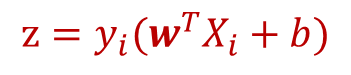 z = yᵢ(wᵀXᵢ + b)